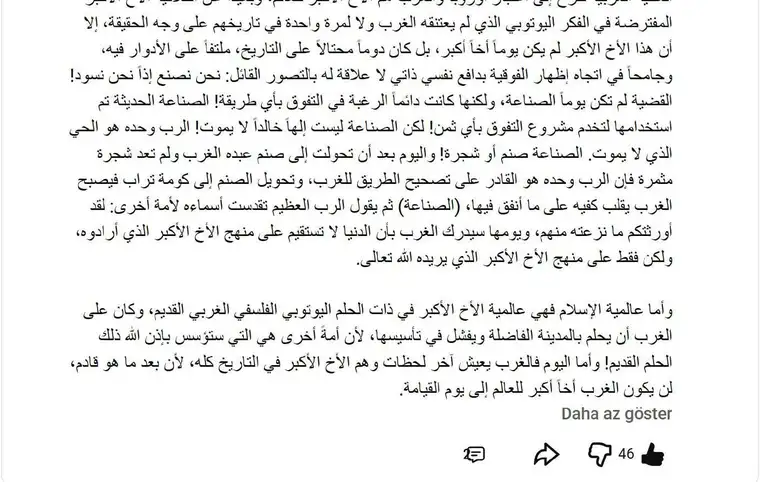 المفترضة في الفكر اليوتوبي الذي لم يعتنقه الغرب ولا لمرة واحدة في تاريخهم على وجه الحقيقة، إلا
أن هذا الأخ الأكبر لم يكن يوماً أخاً أكبر، بل كان دوماً محتالاً على التاريخ، ملتفاً على الأدوار فيه،
وجامحاً في اتجاه إظهار الفوقية بدافع نفسي ذاتي لا علاقة له بالتصور القائل: نحن نصنع إذاً نحن نسود!
القضية لم تكن يوماً الصناعة، ولكنها كانت دائماً الرغبة في التفوق بأي طريقة! الصناعة الحديثة تم
استخدامها لتخدم مشروع التفوق بأي ثمن! لكن الصناعة ليست إلهاً خالداً لا يموت! الرب وحده هو الحي
الذي لا يموت. الصناعة صنم أو شجرة! واليوم بعد أن تحولت إلى صنم عبده الغرب ولم تعد شجرة
مثمرة فإن الرب وحده هو القادر على تصحيح الطريق للغرب، وتحويل الصنم إلى كومة تراب فيصبح
الغرب يقلب كفيه على ما أنفق فيها، (الصناعة) ثم يقول الرب العظيم تقدست أسماءه لأمة أخرى: لقد
أورثتكم ما نزعته منهم، ويومها سيدرك الغرب بأن الدنيا لا تستقيم على منهج الأخ الأكبر الذي أرادوه،
ولكن فقط على منهج الأخ الأكبر الذي يريده الله تعالى.
وأما عالمية الإسلام فهي عالمية الأخ الأكبر في ذات الحلم اليوتوبي الفلسفي الغربي القديم، وكان على
الغرب أن يحلم بالمدينة الفاضلة ويفشل في تأسيسها، لأن أمةً أخرى هي التي ستؤسس بإذن الله ذلك
الحلم القديم! وأما اليوم فالغرب يعيش آخر لحظات وهم الأخ الأكبر في التاريخ كله، لأن بعد ما هو قادم،
لن يكون الغرب أخاً أكبر للعالم إلى يوم القيامة.
Daha az göster
46
2